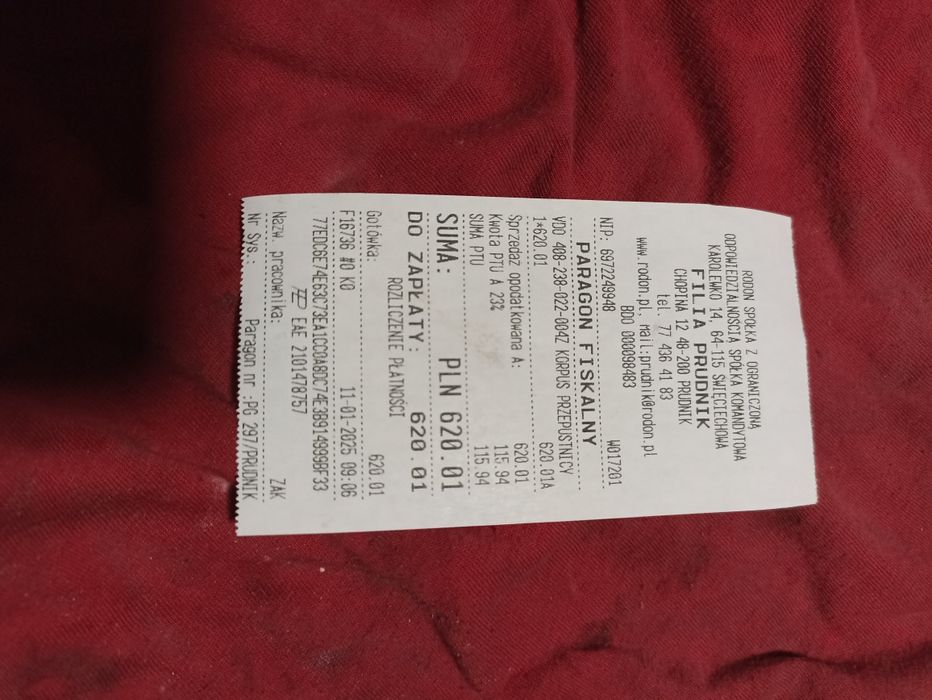 RODON SPÓŁKA Z OGRANICZONĄ
ODPOWIEDZIALNOŚCIĄ SPÓŁKA KOMANDYTOWA
KAROLEWKO 14, 64-115 ŚWIĘCIECHOWA
FILIA PRUDNIK
CHOPINA 12 48-200 PRUDNIK
tel. 77 436 41 83
www.rodon.pl, mail:prudnik@rodon.pl
BDO 000098483
NIP: 6972249948 W017201
PARAGON FISKALNY
VDO 408-238-022-004Z KORPUS PRZEPUSTNICY
1*620.01 620.01A
Sprzedaż opodatkowana A: 620.01
Kwota PTU A 23% 115.94
SUMA PTU 115.94
SUMA: PLN 620.01
DO ZAPŁATY: 620.01
ROZLICZENIE PŁATNOŚCI
Gotówka: 620.01
F16736 #0 K0 11-01-2025 09:06
77EDC6E74E63C73EA1CC0A8DC74E3B9149998F33
EAE 2101478757
Nazw. pracownika: ZAK
Nr Sys.: Paragon nr :PG 297/PRUDNIK